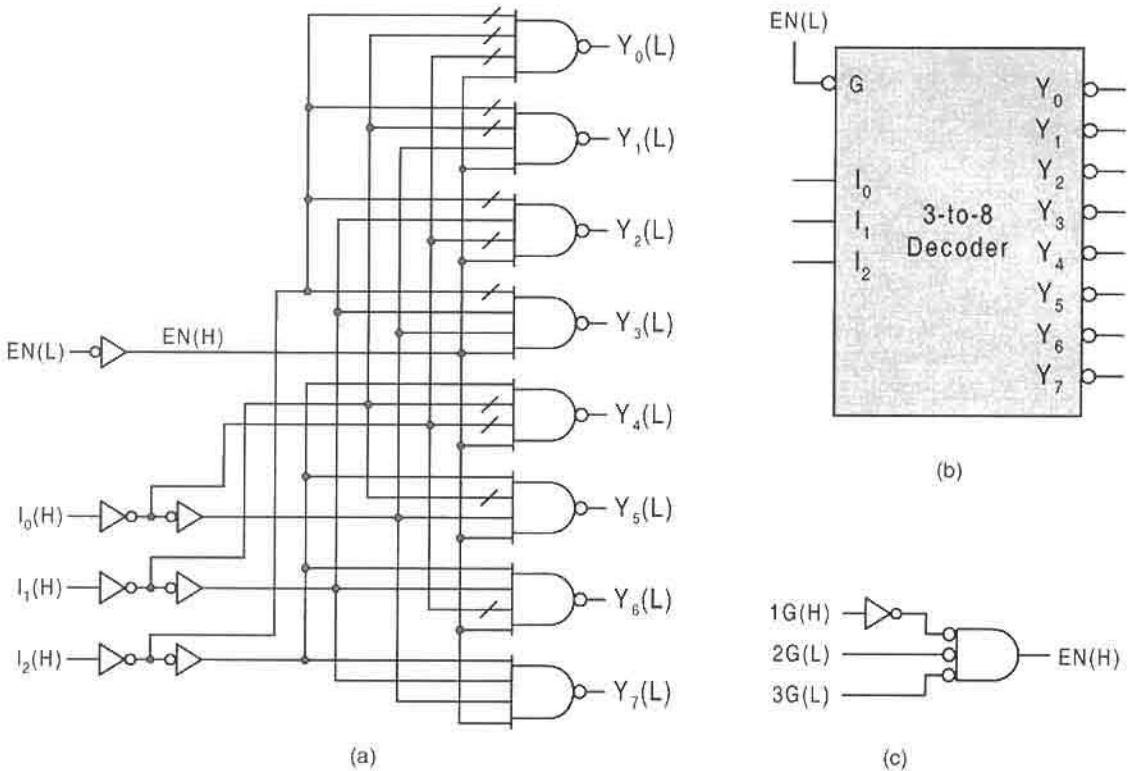 Y0(L)
Y1(L)
Y2(L)
Y3(L)
EN(L)
EN(H)
Y4(L)
I0(H)
Y5(L)
I1(H)
Y6(L)
I2(H)
Y7(L)
(a)
EN(L)
G
Y0
Y1
I0
Y2
I1
3-to-8
Decoder
Y3
I2
Y4
Y5
Y6
Y7
(b)
1G(H)
2G(L)
EN(H)
3G(L)
(c)